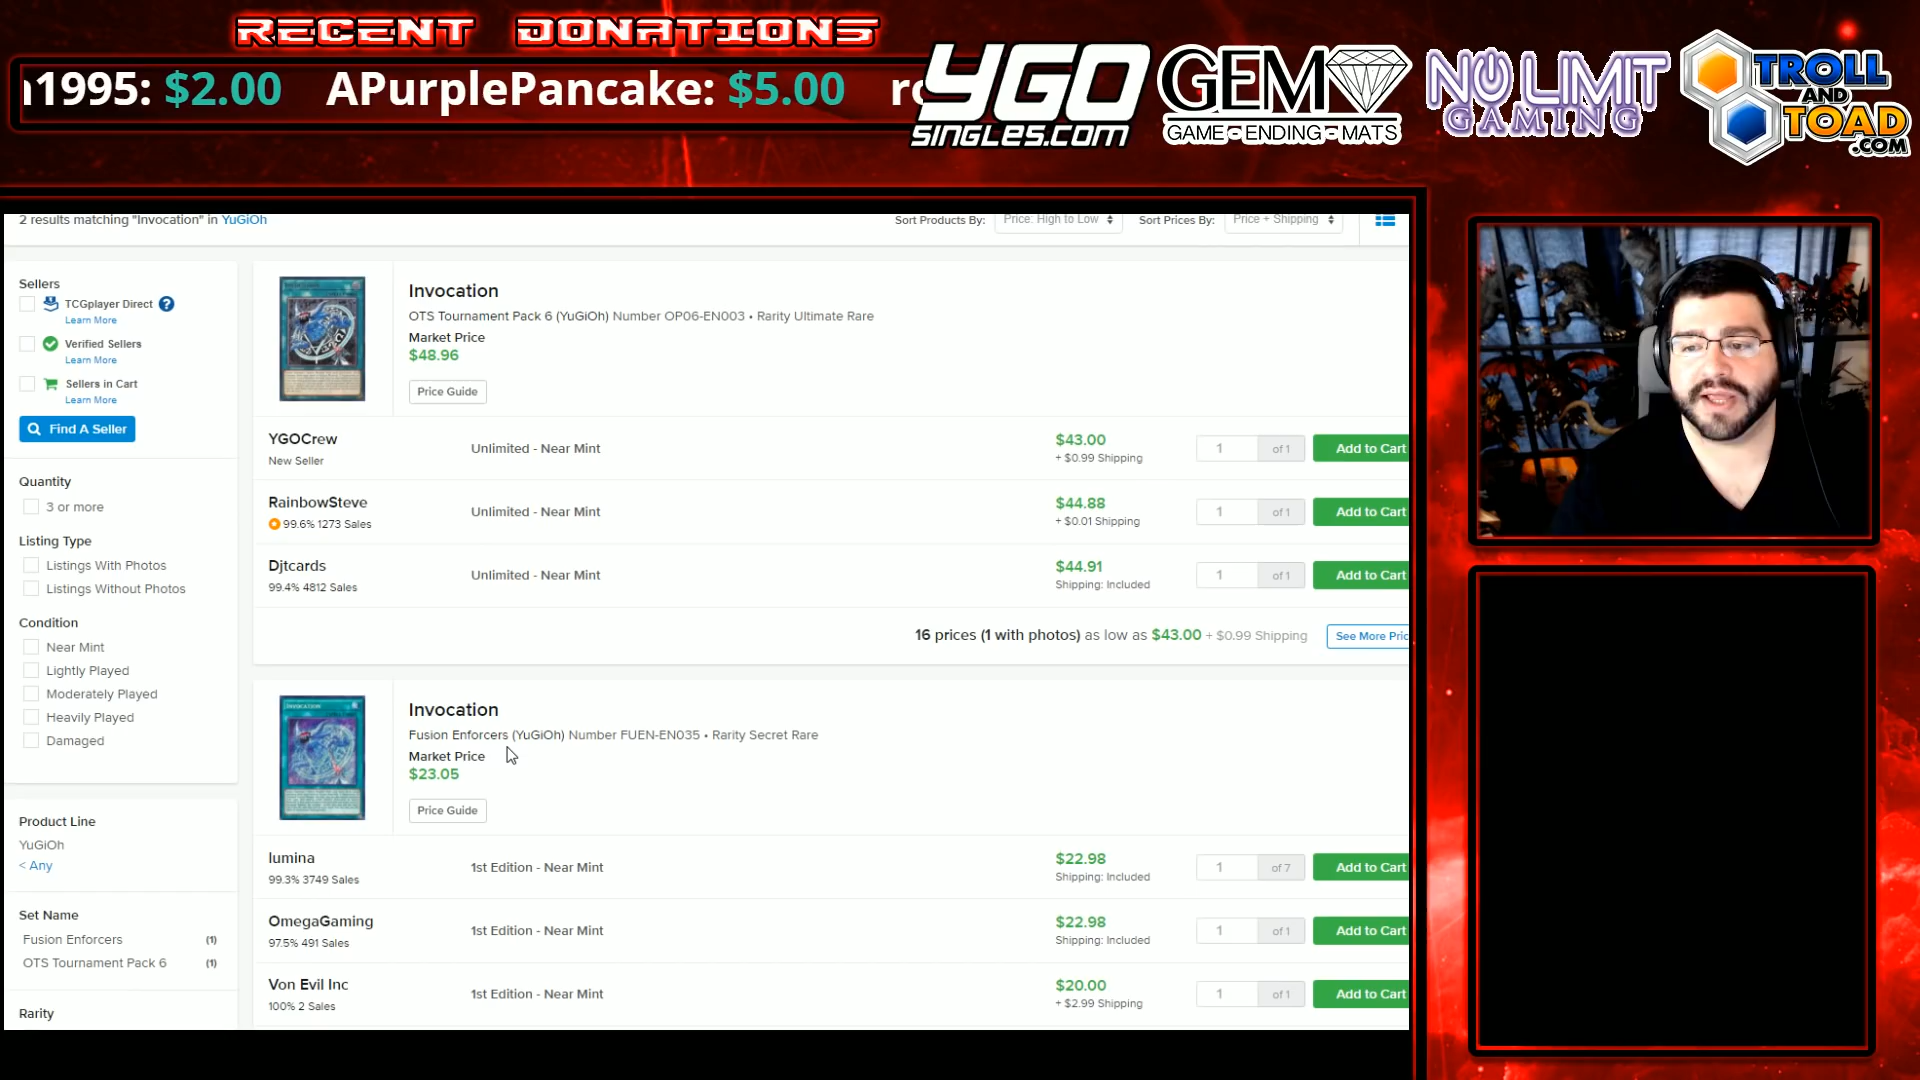 RECENT DONATIONS
1995: $2.00 APurplePancake: $5.00
YGO
SINGLES.COM
GEM
GAME-ENDING-MATS
NO LIMIT
GAMING
TROLL
AND
TOAD
.COM
2 results matching "Invocation" in YuGiOh
Sort Products By: Price: High to Low
Sort Prices By: Price + Shipping
Sellers
TCGplayer Direct ?
Learn More
Verified Sellers
Learn More
Sellers in Cart
Learn More
Find A Seller
Quantity
3 or more
Listing Type
Listings With Photos
Listings Without Photos
Condition
Near Mint
Lightly Played
Moderately Played
Heavily Played
Damaged
Product Line
YuGiOh
< Any
Set Name
Fusion Enforcers (1)
OTS Tournament Pack 6 (1)
Rarity
Invocation
OTS Tournament Pack 6 (YuGiOh) Number OP06-EN003 • Rarity Ultimate Rare
Market Price
$48.96
Price Guide
YGOCrew
New Seller
Unlimited - Near Mint
$43.00
+ $0.99 Shipping
1 of 1
Add to Cart
RainbowSteve
99.6% 1273 Sales
Unlimited - Near Mint
$44.88
+ $0.01 Shipping
1 of 1
Add to Cart
Djtcards
99.4% 4812 Sales
Unlimited - Near Mint
$44.91
Shipping: Included
1 of 1
Add to Cart
16 prices (1 with photos) as low as $43.00 + $0.99 Shipping
See More Pric
INVOCATION
Invocation
Fusion Enforcers (YuGiOh) Number FUEN-EN035 • Rarity Secret Rare
Market Price
$23.05
Price Guide
lumina
99.3% 3749 Sales
1st Edition - Near Mint
$22.98
Shipping: Included
1 of 7
Add to Cart
OmegaGaming
97.5% 491 Sales
1st Edition - Near Mint
$22.98
Shipping: Included
1 of 1
Add to Cart
Von Evil Inc
100% 2 Sales
1st Edition - Near Mint
$20.00
+ $2.99 Shipping
1 of 1
Add to Cart